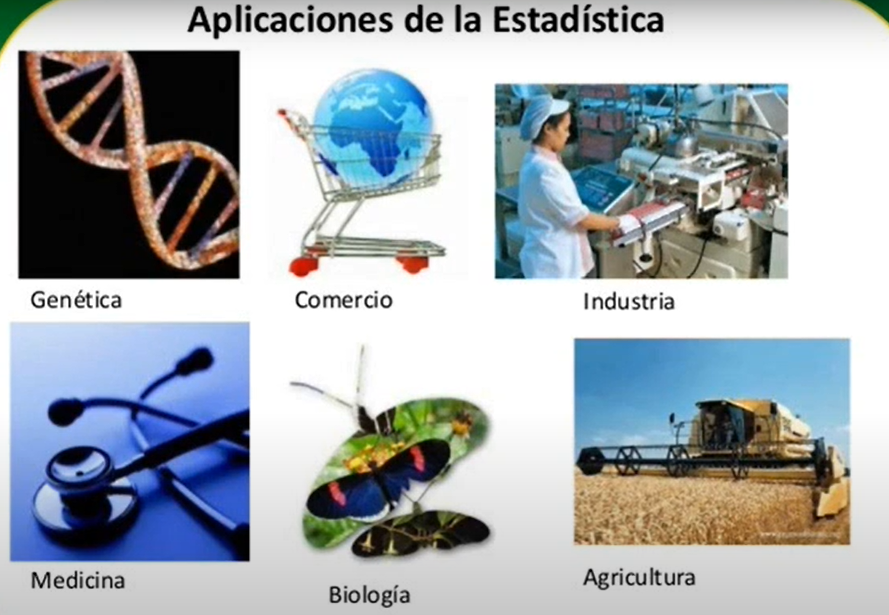 Aplicaciones de la Estadística
Genética
Comercio
Industria
Medicina
Biología
Agricultura